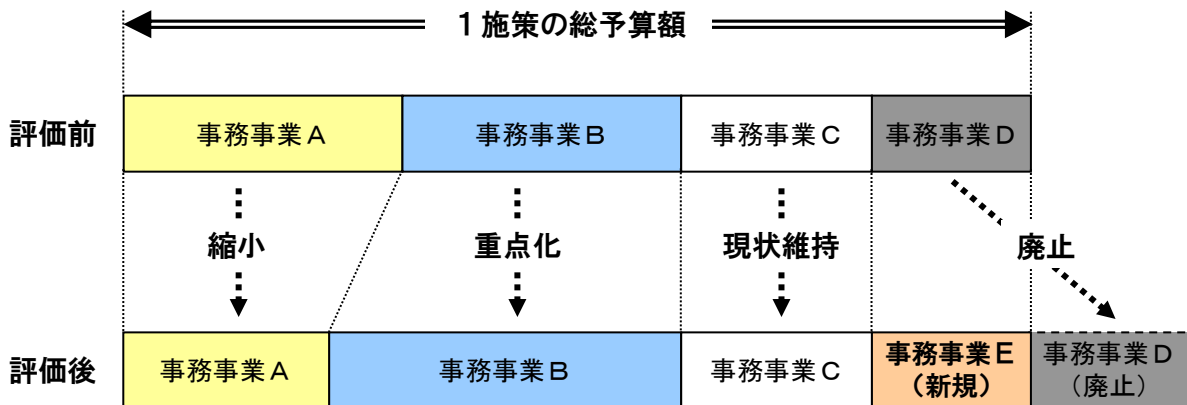 １施策の総予算額
評価前
事務事業Ａ
事務事業Ｂ
事務事業Ｃ
事務事業Ｄ
縮小
重点化
現状維持
廃止
評価後
事務事業Ａ
事務事業Ｂ
事務事業Ｃ
事務事業Ｅ
（新規）
事務事業Ｄ
（廃止）